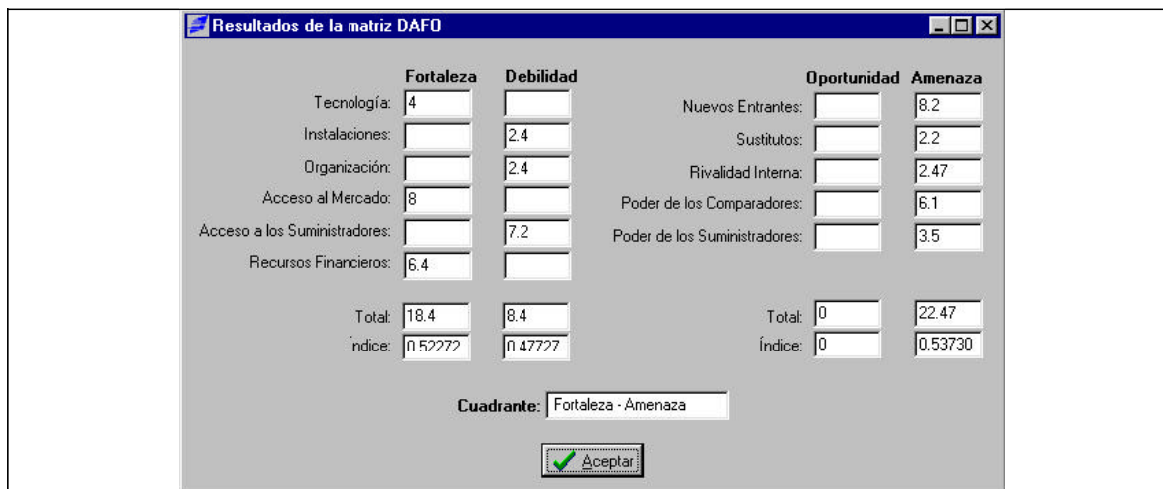 Resultados de la matriz DAFO
Fortaleza Debilidad Oportunidad Amenaza
Tecnología: 4 Nuevos Entrantes: 8.2
Instalaciones: 2.4 Sustitutos: 2.2
Organización: 2.4 Rivalidad Interna: 2.47
Acceso al Mercado: 8 Poder de los Comparadores: 6.1
Acceso a los Suministradores: 7.2 Poder de los Suministradores: 3.5
Recursos Financieros: 6.4
Total: 18.4 8.4 Total: 0 22.47
Índice: 0.52272 0.47727 Índice: 0 0.53730
Cuadrante: Fortaleza - Amenaza
Aceptar